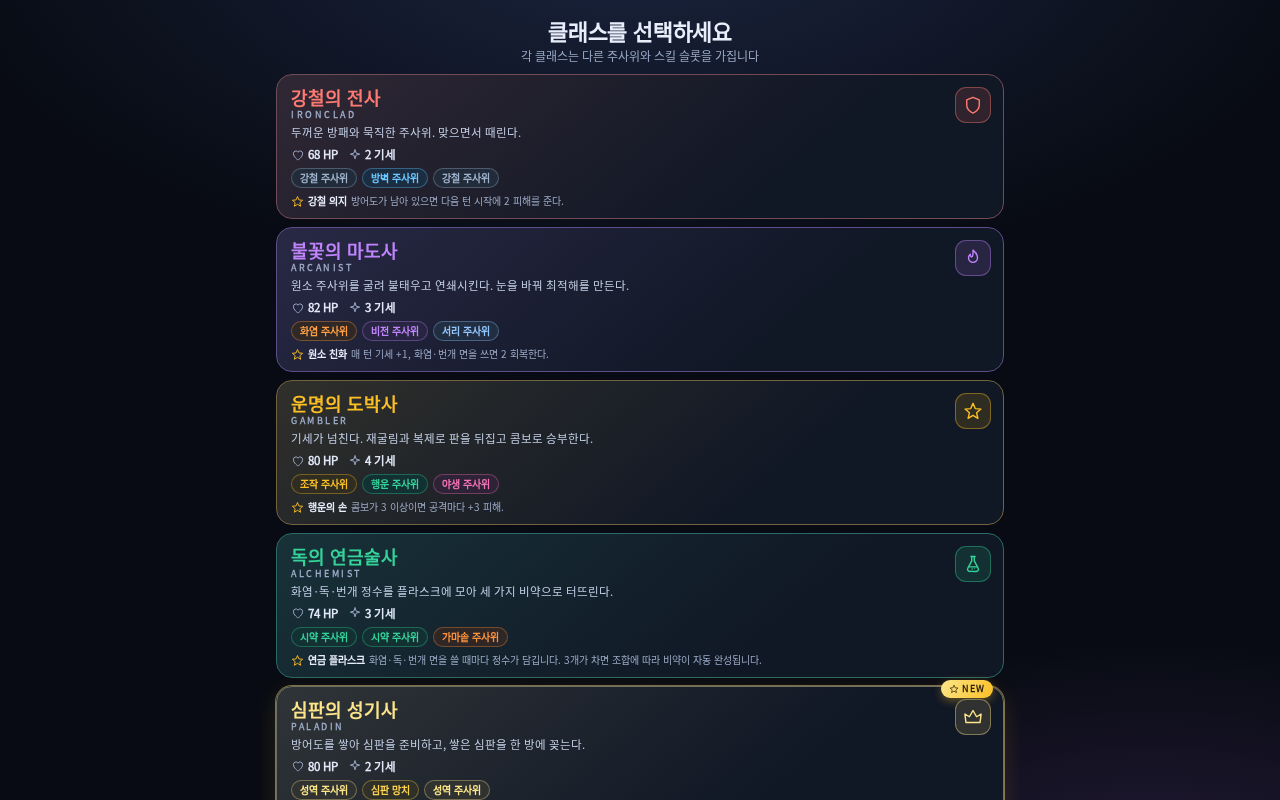 클래스를 선택하세요
각 클래스는 다른 주사위와 스킬 슬롯을 가집니다
강철의 전사
IRONCLAD
두꺼운 방패와 묵직한 주사위. 맞으면서 때린다.
68 HP 2 기세
강철 주사위 방벽 주사위 강철 주사위
강철 의지 방어도가 남아 있으면 다음 턴 시작에 2 피해를 준다.
불꽃의 마도사
ARCANIST
원소 주사위를 굴려 불태우고 연쇄시킨다. 눈을 바꿔 최적해를 만든다.
82 HP 3 기세
화염 주사위 비전 주사위 서리 주사위
원소 친화 매 턴 기세 +1, 화염·번개 면을 쓰면 2 회복한다.
운명의 도박사
GAMBLER
기세가 넘친다. 재굴림과 복제로 판을 뒤집고 콤보로 승부한다.
80 HP 4 기세
조작 주사위 행운 주사위 야생 주사위
행운의 손 콤보가 3 이상이면 공격마다 +3 피해.
독의 연금술사
ALCHEMIST
화염·독·번개 정수를 플라스크에 모아 세 가지 비약으로 터뜨린다.
74 HP 3 기세
시약 주사위 시약 주사위 가마솥 주사위
연금 플라스크 화염·독·번개 면을 쓸 때마다 정수가 담깁니다. 3개가 차면 조합에 따라 비약이 자동 완성됩니다.
NEW
심판의 성기사
PALADIN
방어도를 쌓아 심판을 준비하고, 쌓은 심판을 한 방에 꽂는다.
80 HP 2 기세
성역 주사위 심판 망치 성역 주사위